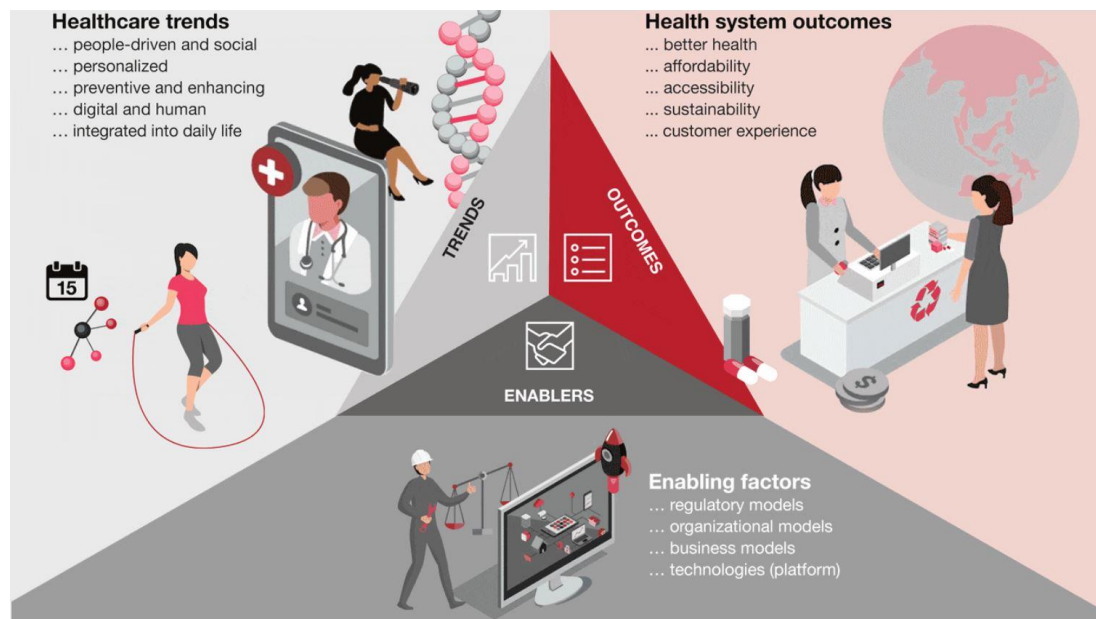 Healthcare trends
... people-driven and social
... personalized
... preventive and enhancing
... digital and human
... integrated into daily life
15
Health system outcomes
... better health
... affordability
... accessibility
... sustainability
... customer experience
TRENDS
OUTCOMES
ENABLERS
$
Enabling factors
... regulatory models
... organizational models
... business models
... technologies (platform)